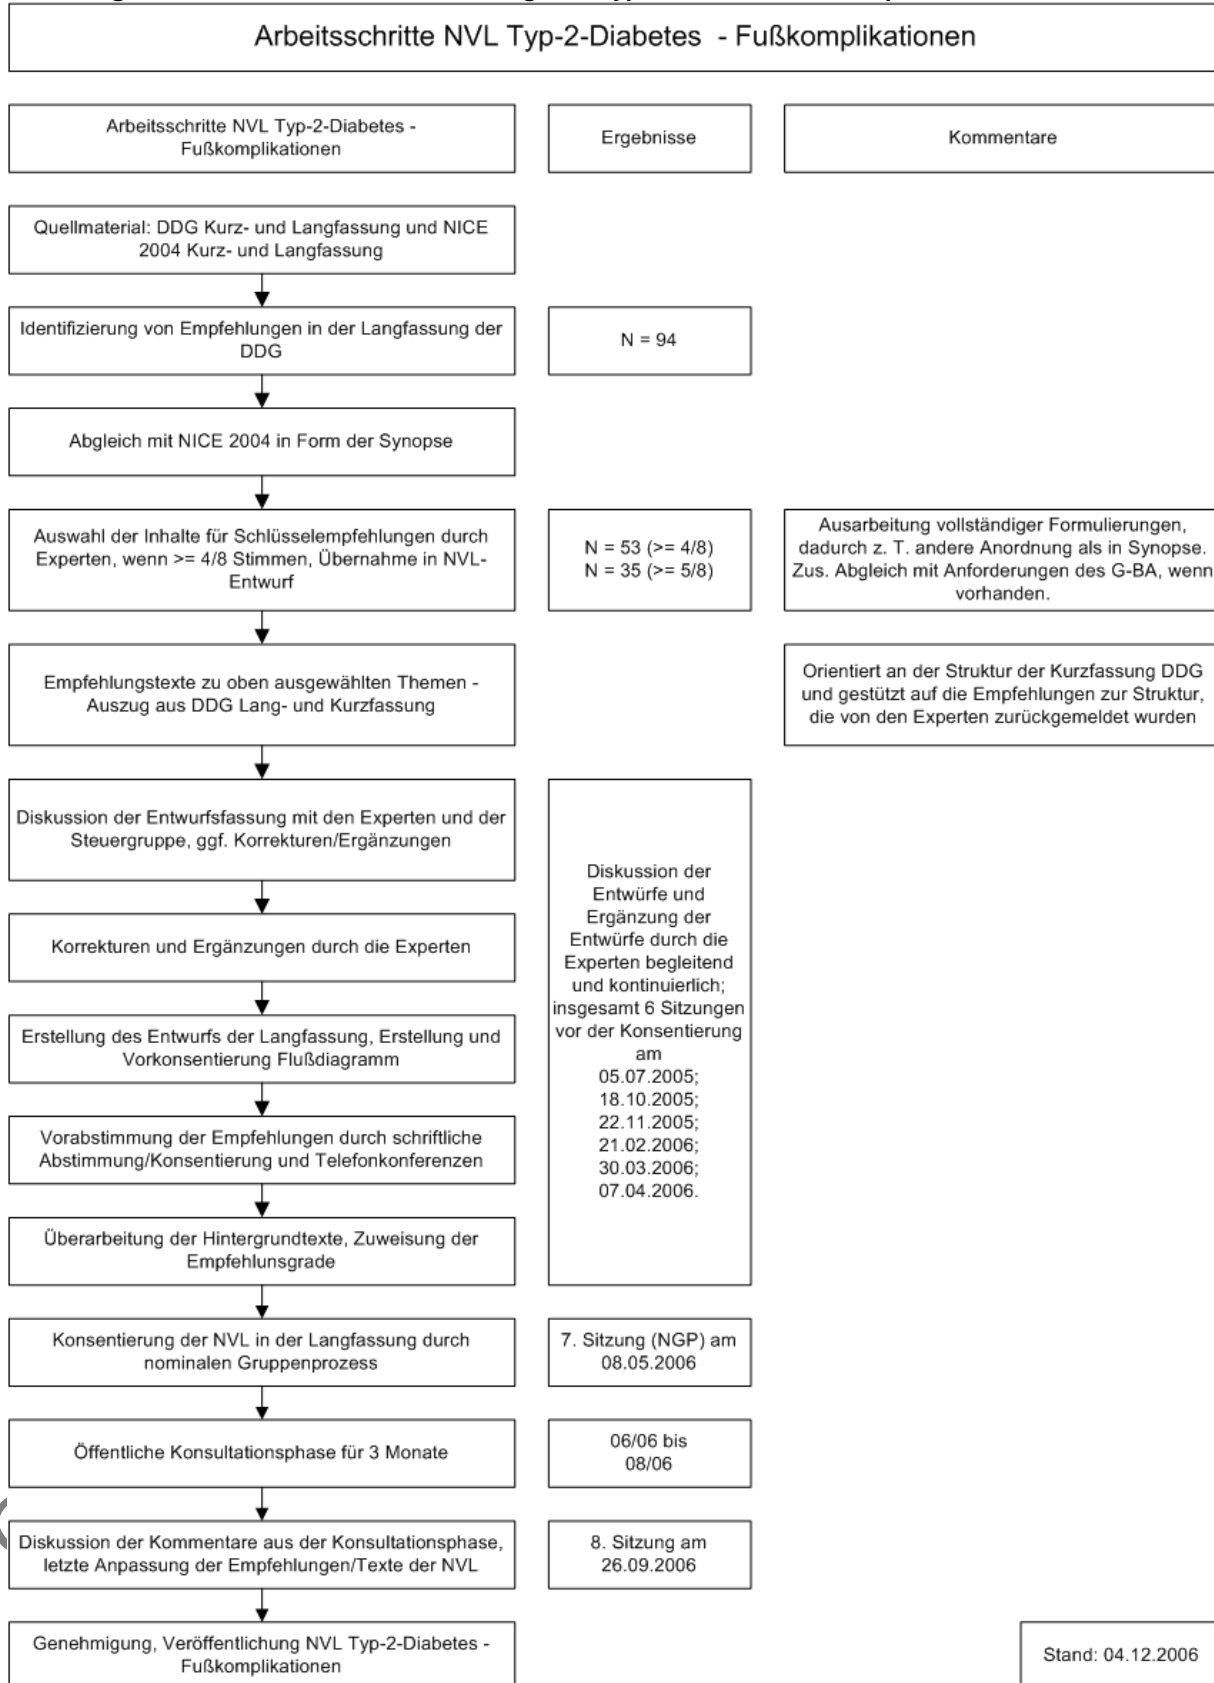 Arbeitsschritte NVL Typ-2-Diabetes - Fußkomplikationen
Arbeitsschritte NVL Typ-2-Diabetes -
Fußkomplikationen
Ergebnisse
Kommentare
Quellmaterial: DDG Kurz- und Langfassung und NICE
2004 Kurz- und Langfassung
Identifizierung von Empfehlungen in der Langfassung der
DDG
N = 94
Abgleich mit NICE 2004 in Form der Synopse
Auswahl der Inhalte für Schlüsselempfehlungen durch
Experten, wenn >= 4/8 Stimmen, Übernahme in NVL-
Entwurf
N = 53 (>= 4/8)
N = 35 (>= 5/8)
Ausarbeitung vollständiger Formulierungen,
dadurch z. T. andere Anordnung als in Synopse.
Zus. Abgleich mit Anforderungen des G-BA, wenn
vorhanden.
Empfehlungstexte zu oben ausgewählten Themen -
Auszug aus DDG Lang- und Kurzfassung
Orientiert an der Struktur der Kurzfassung DDG
und gestützt auf die Empfehlungen zur Struktur,
die von den Experten zurückgemeldet wurden
Diskussion der Entwurfsfassung mit den Experten und der
Steuergruppe, ggf. Korrekturen/Ergänzungen
Korrekturen und Ergänzungen durch die Experten
Erstellung des Entwurfs der Langfassung, Erstellung und
Vorkonsentierung Flußdiagramm
Vorabstimmung der Empfehlungen durch schriftliche
Abstimmung/Konsentierung und Telefonkonferenzen
Überarbeitung der Hintergrundtexte, Zuweisung der
Empfehlunsgrade
Diskussion der
Entwürfe und
Ergänzung der
Entwürfe durch die
Experten begleitend
und kontinuierlich;
insgesamt 6 Sitzungen
vor der Konsentierung
am
05.07.2005;
18.10.2005;
22.11.2005;
21.02.2006;
30.03.2006;
07.04.2006.
Konsentierung der NVL in der Langfassung durch
nominalen Gruppenprozess
7. Sitzung (NGP) am
08.05.2006
Öffentliche Konsultationsphase für 3 Monate
06/06 bis
08/06
Diskussion der Kommentare aus der Konsultationsphase,
letzte Anpassung der Empfehlungen/Texte der NVL
8. Sitzung am
26.09.2006
Genehmigung, Veröffentlichung NVL Typ-2-Diabetes -
Fußkomplikationen
Stand: 04.12.2006